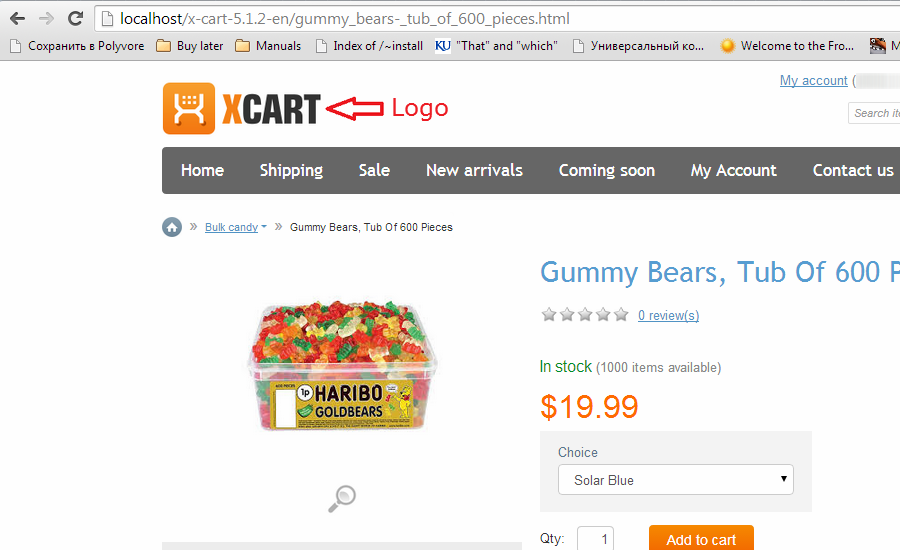 localhost/x-cart-5.1.2-en/gummy_bears-_tub_of_600_pieces.html
Сохранить в Polyvore Buy later Manuals Index of /~install KU "That" and "which" Универсальный ко... Welcome to the Fro... M
My account (
XCART Logo
Search ite
Home Shipping Sale New arrivals Coming soon My Account Contact us
» Bulk candy » Gummy Bears, Tub Of 600 Pieces
Gummy Bears, Tub Of 600 P
0 review(s)
In stock (1000 items available)
1p HARIBO
GOLDBEARS
$19.99
Choice
Solar Blue
Qty: 1 Add to cart